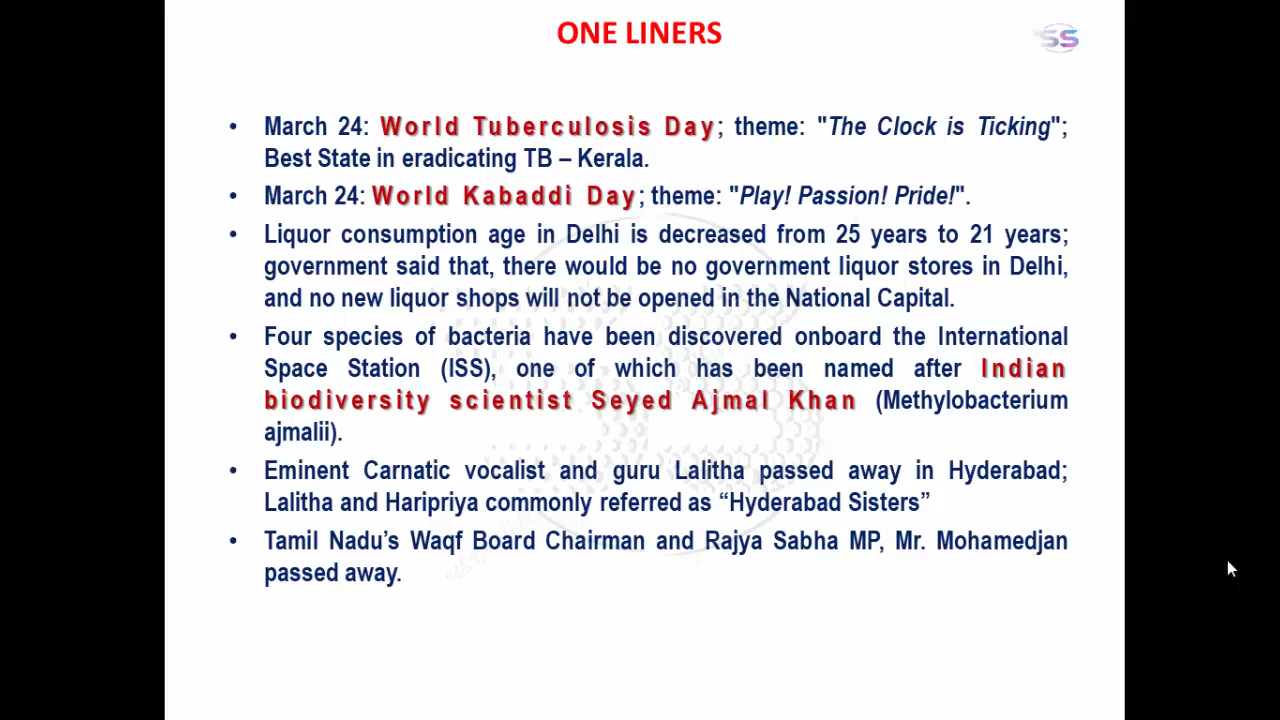 ONE LINERS
SS
• March 24: World Tuberculosis Day; theme: "The Clock is Ticking";
Best State in eradicating TB – Kerala.
• March 24: World Kabaddi Day; theme: "Play! Passion! Pride!".
• Liquor consumption age in Delhi is decreased from 25 years to 21 years;
government said that, there would be no government liquor stores in Delhi,
and no new liquor shops will not be opened in the National Capital.
• Four species of bacteria have been discovered onboard the International
Space Station (ISS), one of which has been named after Indian
biodiversity scientist Seyed Ajmal Khan (Methylobacterium
ajmalii).
• Eminent Carnatic vocalist and guru Lalitha passed away in Hyderabad;
Lalitha and Haripriya commonly referred as “Hyderabad Sisters”
• Tamil Nadu’s Waqf Board Chairman and Rajya Sabha MP, Mr. Mohamedjan
passed away.